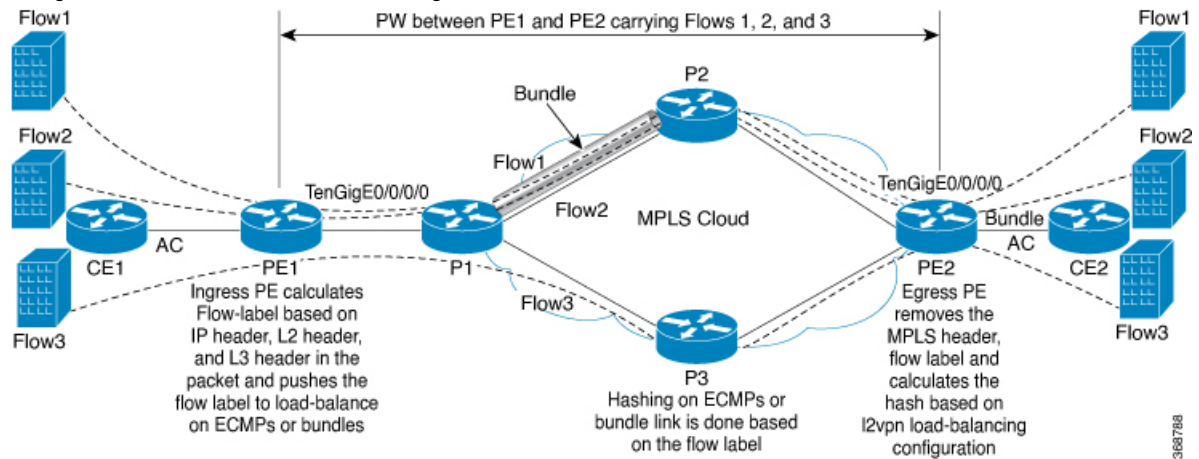 PW between PE1 and PE2 carrying Flows 1, 2, and 3
Flow1
Flow1
P2
Bundle
Flow2
Flow2
Flow1
TenGigE0/0/0/0
TenGigE0/0/0/0
Flow2
MPLS Cloud
Bundle
AC
AC
CE1
PE1
P1
PE2
CE2
Flow3
Flow3
Flow3
Ingress PE calculates
Flow-label based on
IP header, L2 header,
and L3 header in the
packet and pushes the
flow label to load-balance
on ECMPs or bundles
P3
Hashing on ECMPs or
bundle link is done based
on the flow label
Egress PE
removes the
MPLS header,
flow label and
calculates the
hash based on
l2vpn load-balancing
configuration
368788